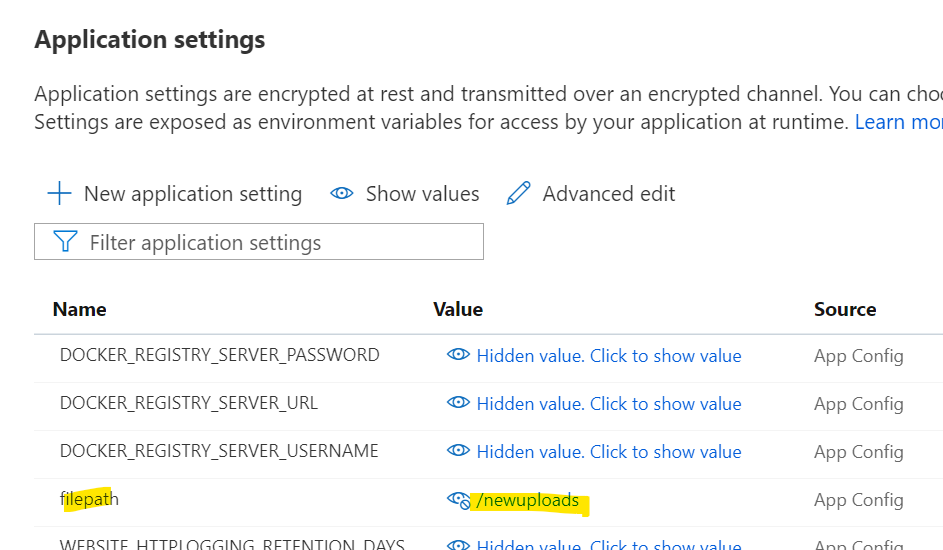 Application settings
Application settings are encrypted at rest and transmitted over an encrypted channel. You can
Settings are exposed as environment variables for access by your application at runtime. Learn
New application setting Show values Advanced edit
Filter application settings
Name Value Source
DOCKER_REGISTRY_SERVER_PASSWORD Hidden value. Click to show value App Config
DOCKER_REGISTRY_SERVER_URL Hidden value. Click to show value App Config
DOCKER_REGISTRY_SERVER_USERNAME Hidden value. Click to show value App Config
filepath /newuploads App Config
WEBSITE_HTTPLOGGING_RETENTION_DAYS Hidden value. Click to show value App Config